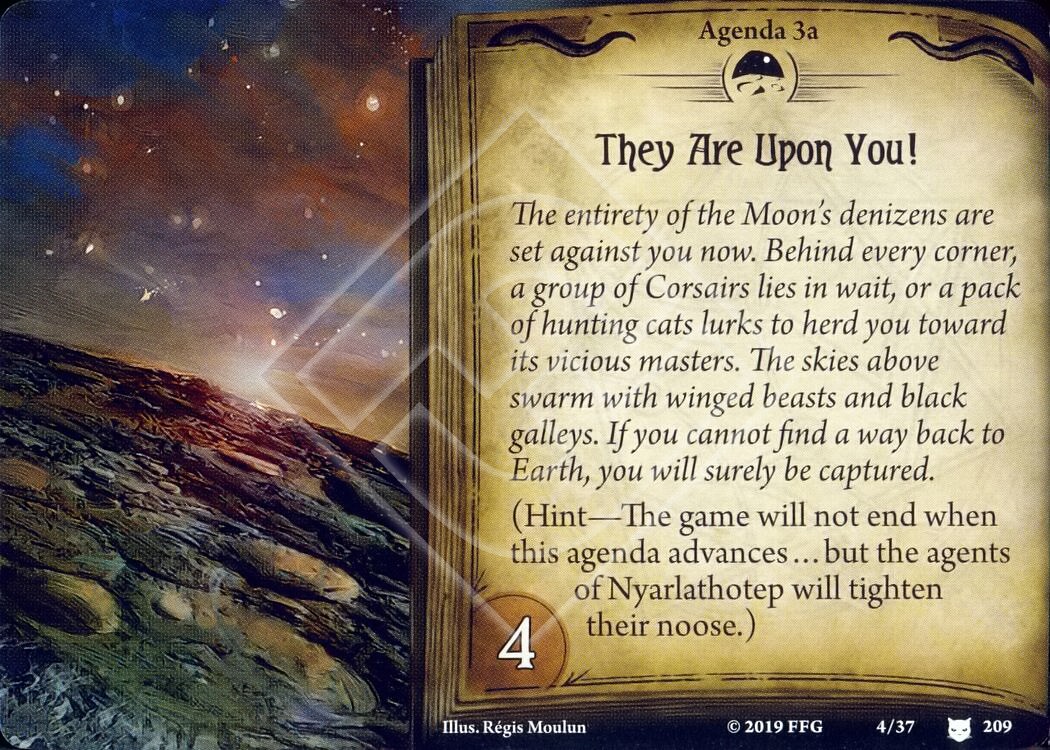 Agenda 3a
They Are Upon You!
The entirety of the Moon's denizens are
set against you now. Behind every corner,
a group of Corsairs lies in wait, or a pack
of hunting cats lurks to herd you toward
its vicious masters. The skies above
swarm with winged beasts and black
galleys. If you cannot find a way back to
Earth, you will surely be captured.
(Hint—The game will not end when
this agenda advances…but the agents
of Nyarlathotep will tighten
their noose.)
4
Illus. Régis Moulun
© 2019 FFG
4/37
209